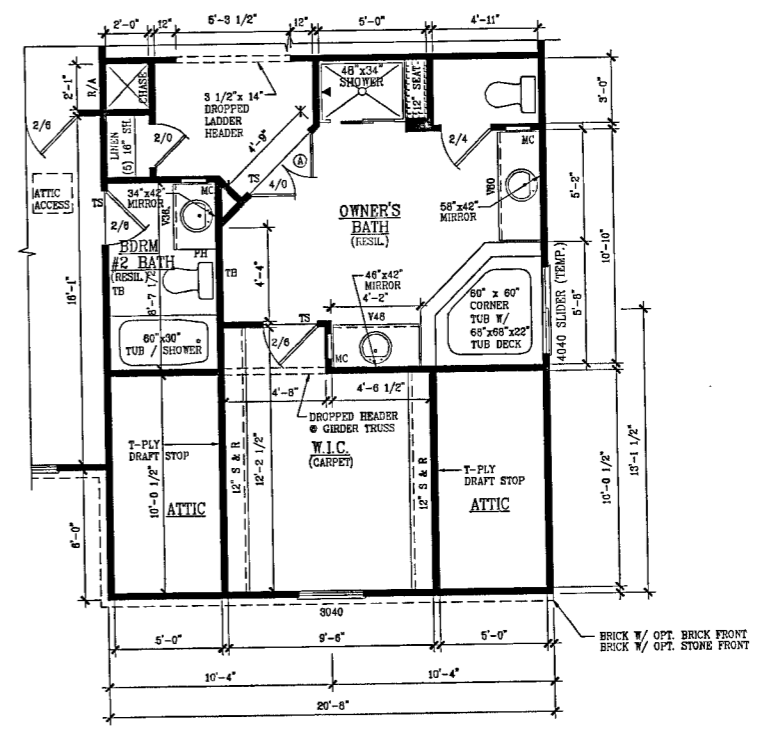 2'-0"
12"
5'-3 1/2"
12"
5'-0"
4'-11"
R/A
2'-1"
CHASE
48"x34"
SHOWER
12" SEAT
3'-0"
3 1/2"x 14"
DROPPED
LADDER
HEADER
2/6
LINEN
(5) 16" SH.
2/0
4'-9"
A
2/4
MC
TS
4/0
ATTIC
ACCESS
TS
34"x42"
MIRROR
MC
V36
OWNER'S
BATH
(RESIL.)
58"x42"
MIRROR
V60
5'-2"
10'-10"
2/6
BDRM
#2 BATH
(RESIL.)
TB
PH
TB
8'-7 1/2"
4'-4"
46"x42"
MIRROR
4'-2"
V48
60" x 60"
CORNER
TUB W/
68"x68"x22"
TUB DECK
4040 SLIDER (TEMP.)
5'-8"
16'-1"
60"x30"
TUB / SHOWER
TS
2/6
MC
4'-8"
4'-6 1/2"
DROPPED HEADER
@ GIRDER TRUSS
W.I.C.
(CARPET)
T-PLY
DRAFT STOP
10'-0 1/2"
ATTIC
12" S & R
12'-2 1/2"
12" S & R
T-PLY
DRAFT STOP
ATTIC
10'-0 1/2"
13'-1 1/2"
6'-0"
3040
BRICK W/ OPT. BRICK FRONT
BRICK W/ OPT. STONE FRONT
5'-0"
9'-6"
5'-0"
10'-4"
10'-4"
20'-8"